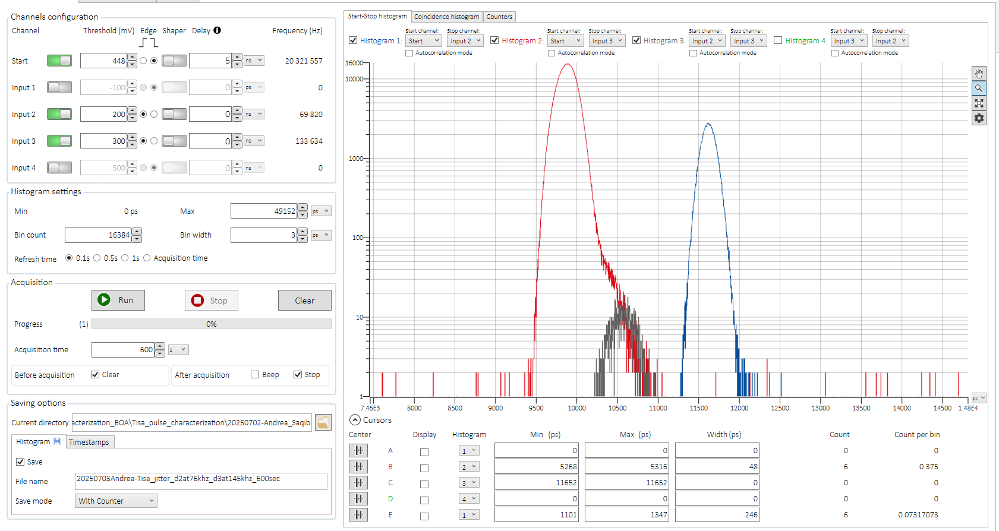 Channels configuration
Channel Threshold (mV) Edge Shaper Delay Frequency (Hz)
Start 448 5 ns 20 321 557
Input 1 -100 0 ps 0
Input 2 200 0 ns 69 820
Input 3 300 0 ns 133 634
Input 4 500 0 ns 0
Histogram settings
Min 0 ps Max 49152 ps
Bin count 16384 Bin width 3 ps
Refresh time 0.1s 0.5s 1s Acquisition time
Acquisition
Run Stop Clear
Progress (1) 0%
Acquisition time 600 s
Before acquisition Clear After acquisition Beep Stop
Saving options
Current directory acterization_BOA\Tisa_pulse_characterization\20250702-Andrea_Saqib
Histogram Timestamps
Save
File name 20250703Andrea-Tisa_jitter_d2at76khz_d3at145khz_600sec
Save mode With Counter
Start-Stop histogram Coincidence histogram Counters
Start channel: Stop channel: Start channel: Stop channel: Start channel: Stop channel: Start channel: Stop channel:
Histogram 1: Start Input 2 Histogram 2: Start Input 3 Histogram 3: Input 2 Input 3 Histogram 4: Input 3 Input 2
Autocorrelation mode Autocorrelation mode Autocorrelation mode Autocorrelation mode
16000
10000
1000
100
10
1
ps
7.46E3 8000 8500 9000 9500 10000 10500 11000 11500 12000 12500 13000 13500 14000 14500 1.48E4
Cursors
Center Display Histogram Min (ps) Max (ps) Width (ps) Count Count per bin
A 1 0 0 0 0 0
B 2 5268 5316 48 6 0.375
C 3 11652 11652 0 0 0
D 4 0 0 0 0 0
E 1 1101 1347 246 6 0.07317073